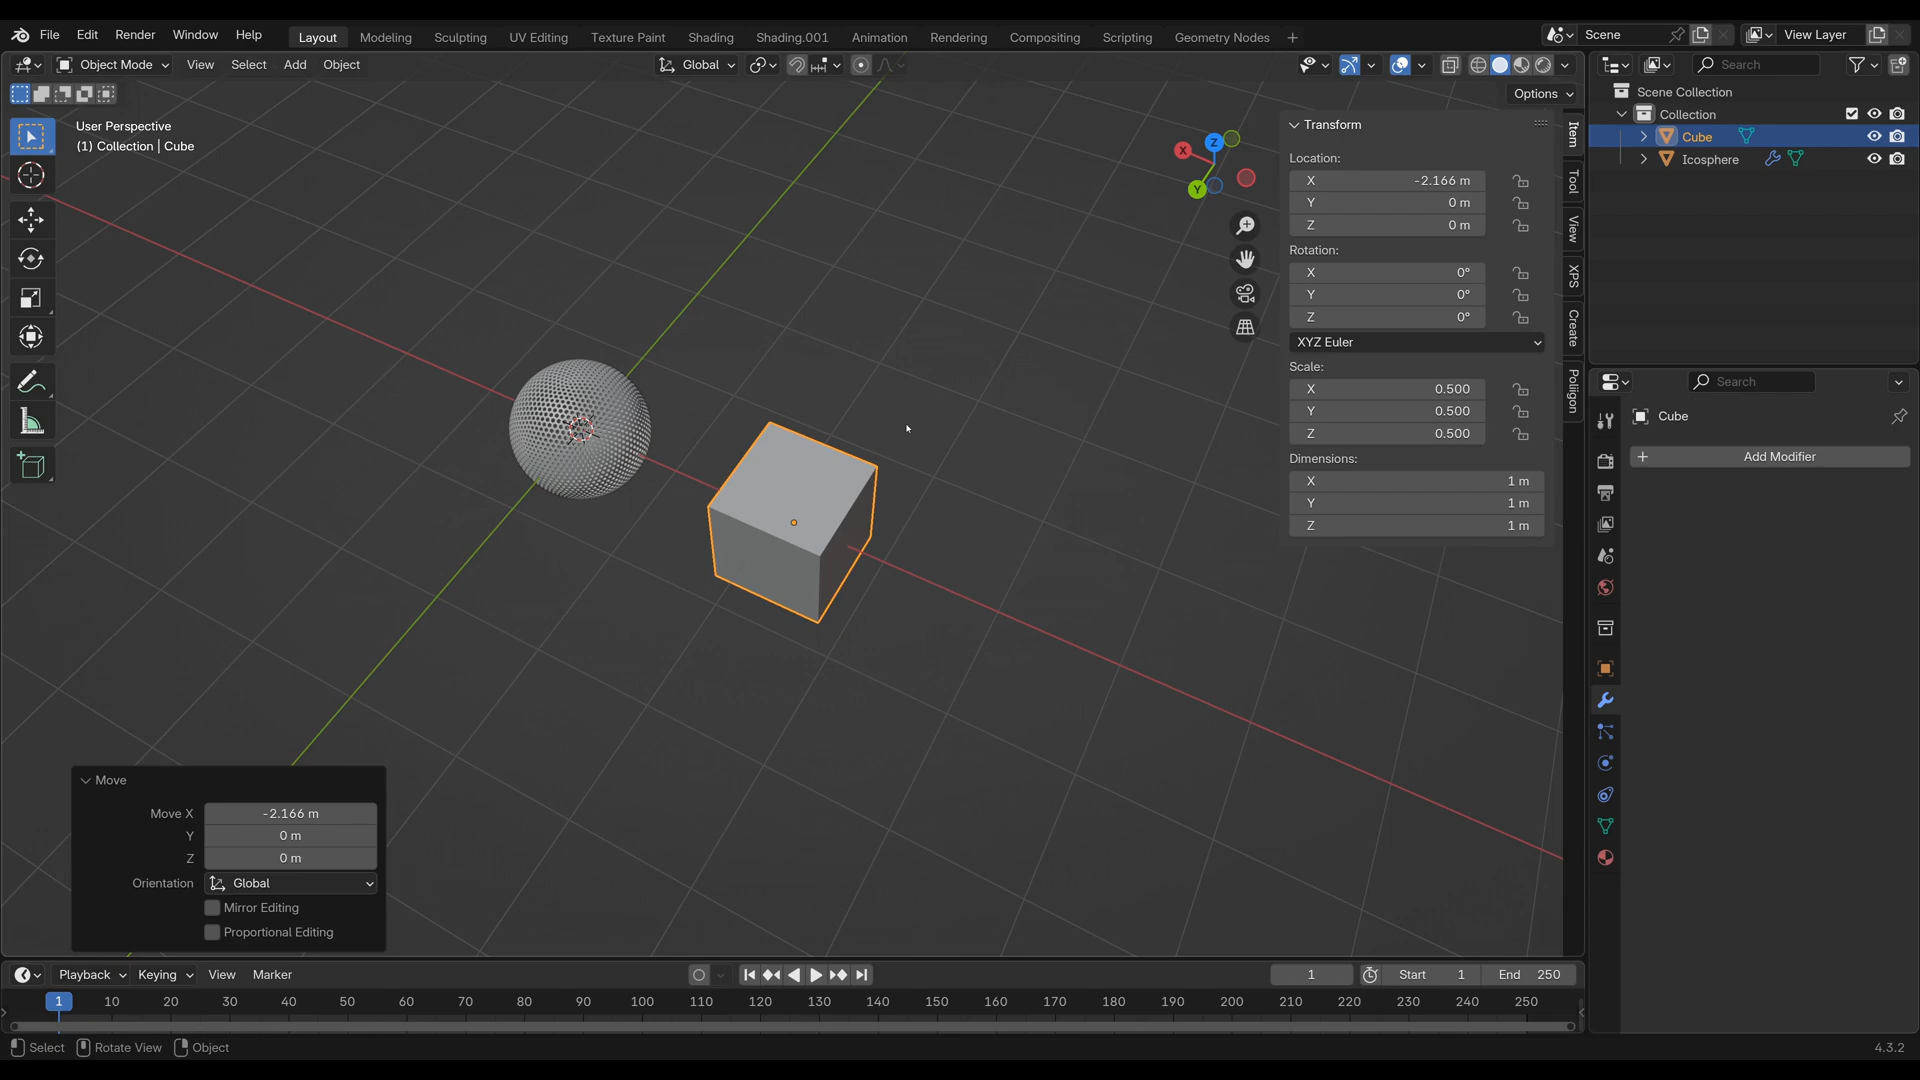 File Edit Render Window Help Layout Modeling Sculpting UV Editing Texture Paint Shading Shading.001 Animation Rendering Compositing Scripting Geometry Nodes + Scene View Layer
Object Mode View Select Add Object Global Search
Options
User Perspective
(1) Collection | Cube
X
Y
Z
Transform
Location:
X -2.166 m
Y 0 m
Z 0 m
Rotation:
X 0°
Y 0°
Z 0°
XYZ Euler
Scale:
X 0.500
Y 0.500
Z 0.500
Dimensions:
X 1 m
Y 1 m
Z 1 m
Item
Tool
View
XPS
Create
Poliigon
Scene Collection
Collection
Cube
Icosphere
Search
Cube
+ Add Modifier
Move
Move X -2.166 m
Y 0 m
Z 0 m
Orientation Global
Mirror Editing
Proportional Editing
Playback Keying View Marker 1 Start 1 End 250
1 10 20 30 40 50 60 70 80 90 100 110 120 130 140 150 160 170 180 190 200 210 220 230 240 250
Select Rotate View Object 4.3.2